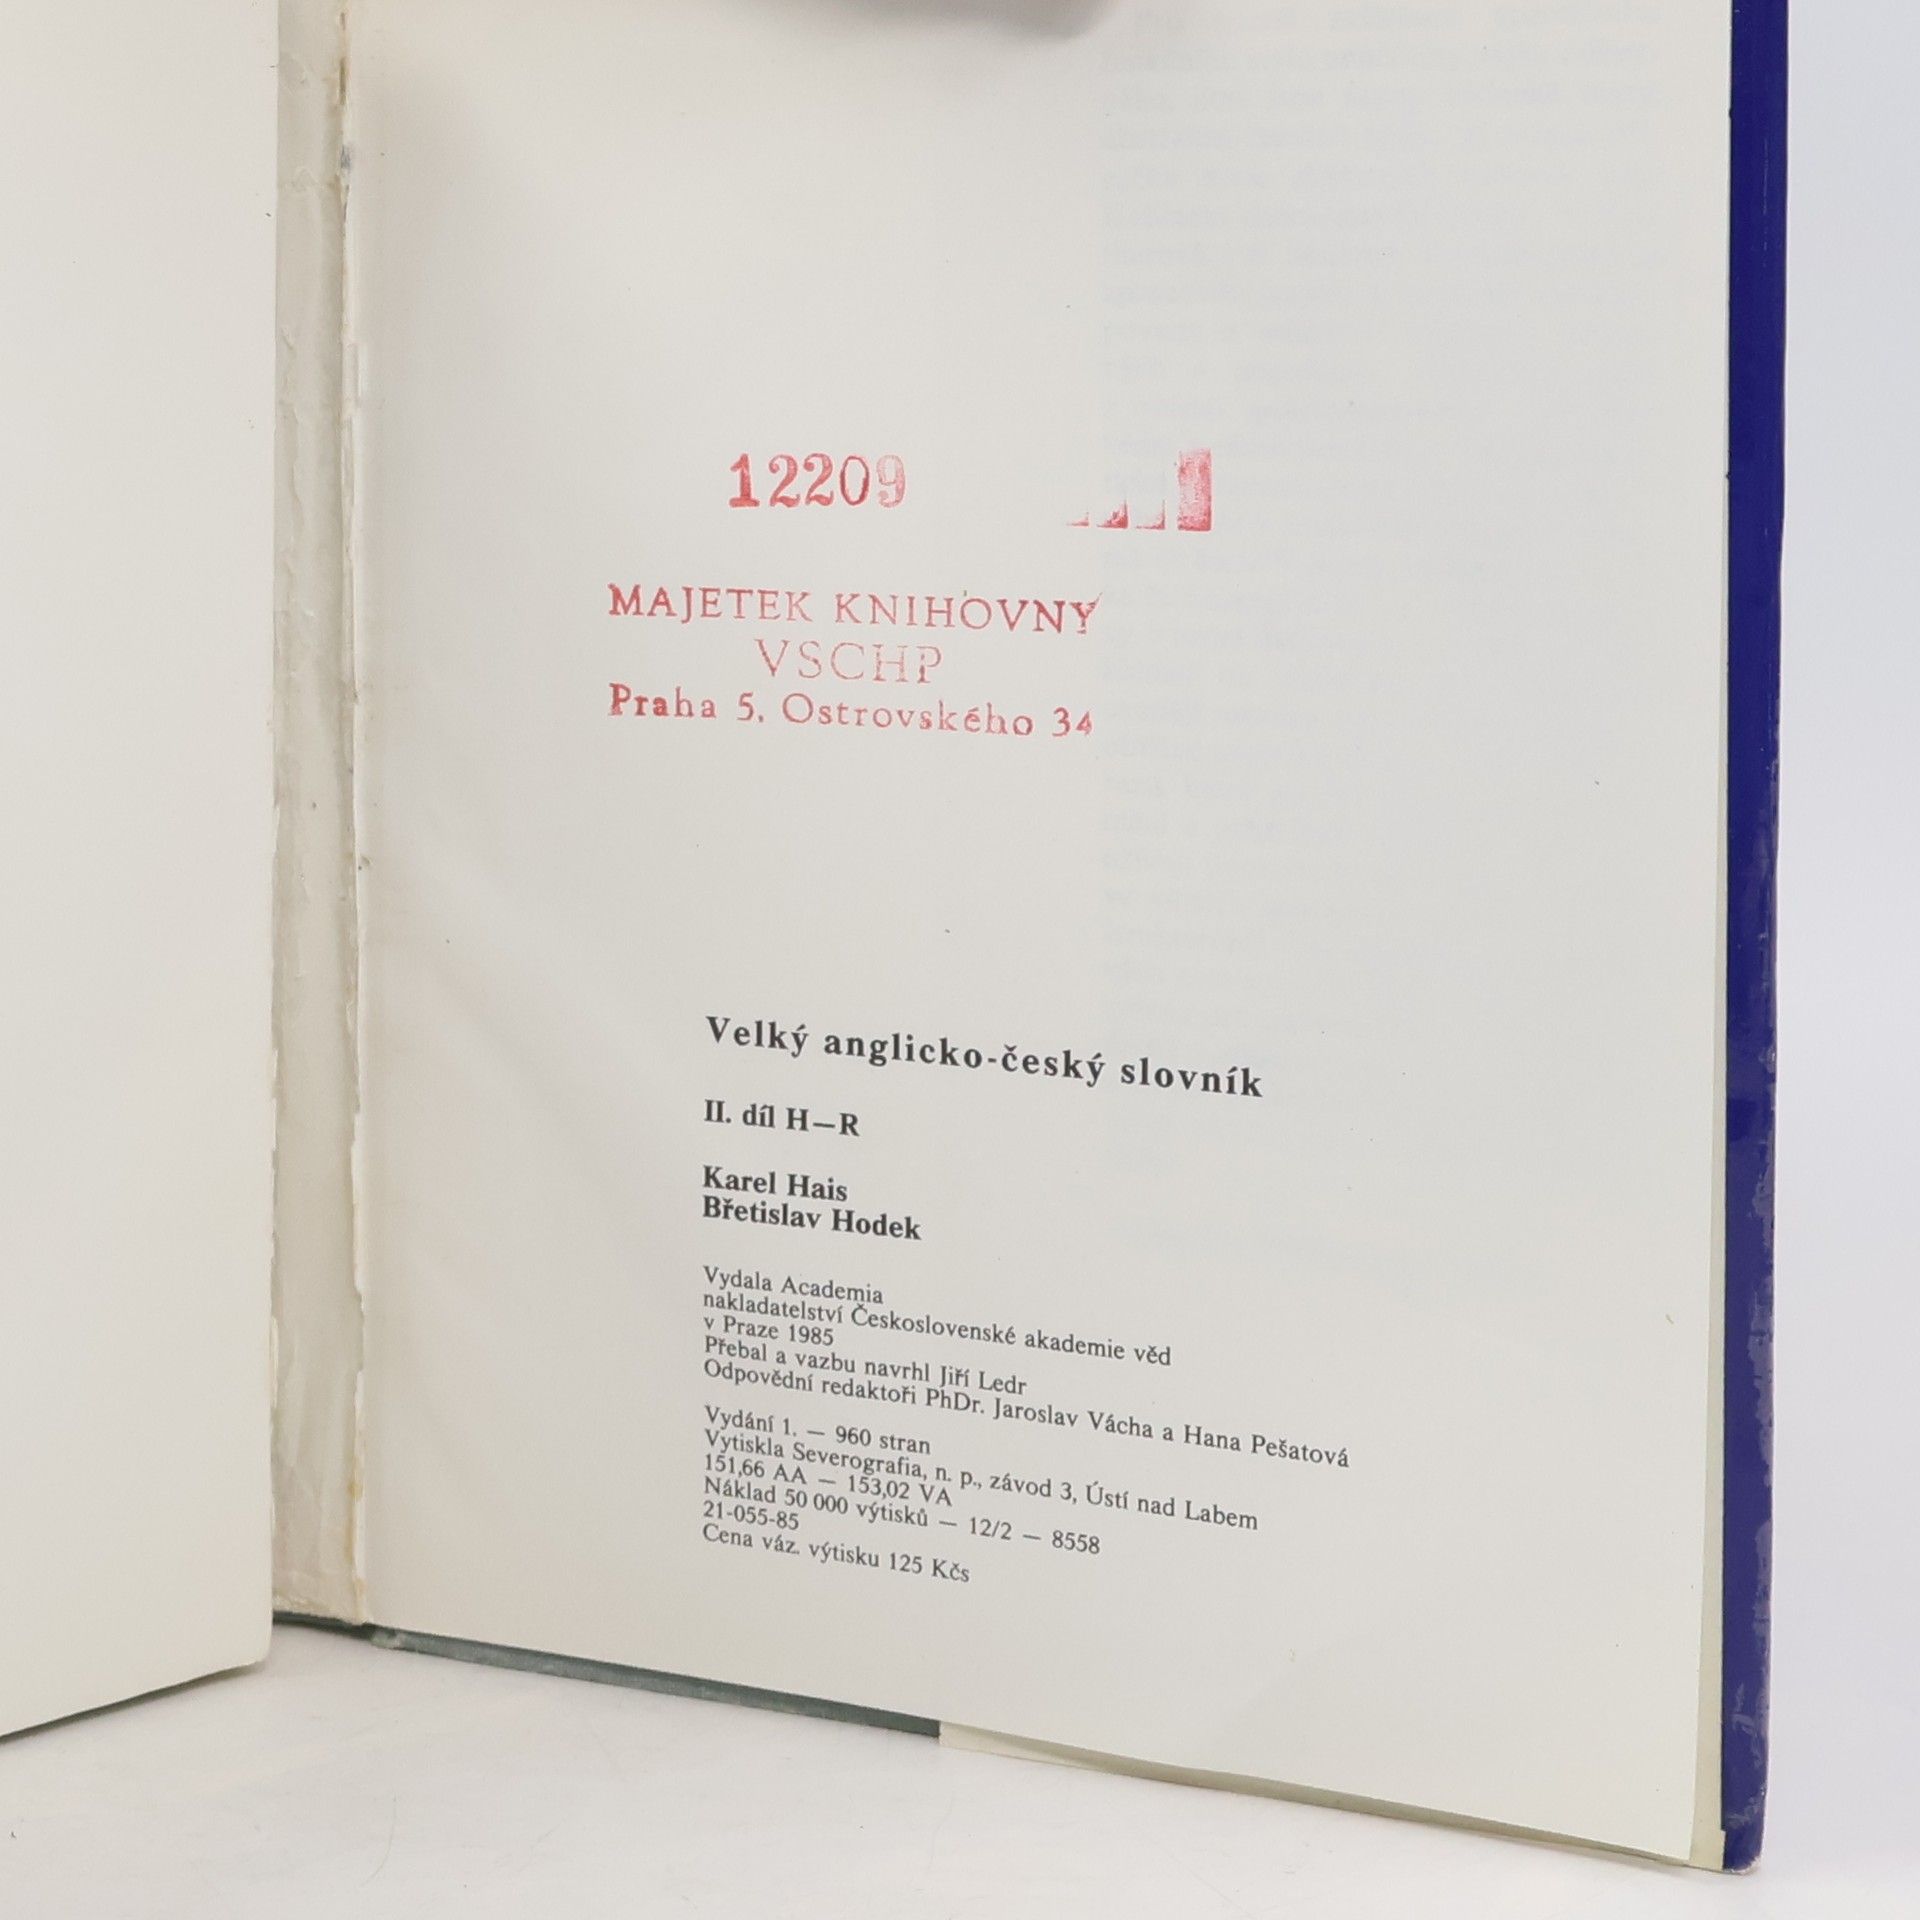 12209
MAJETEK KNIHOVNY
VSCHP
Praha 5, Ostrovského 34
Velký anglicko-český slovník
II. díl H—R
Karel Hais
Břetislav Hodek
Vydala Academia
nakladatelství Československé akademie věd
v Praze 1985
Přebal a vazbu navrhl Jiří Ledr
Odpovědní redaktoři PhDr. Jaroslav Vácha a Hana Pešatová
Vydání 1. — 960 stran
Vytiskla Severografia, n. p., závod 3, Ústí nad Labem
151,66 AA — 153,02 VA
Náklad 50 000 výtisků — 12/2 — 8558
21-055-85
Cena váz. výtisku 125 Kčs